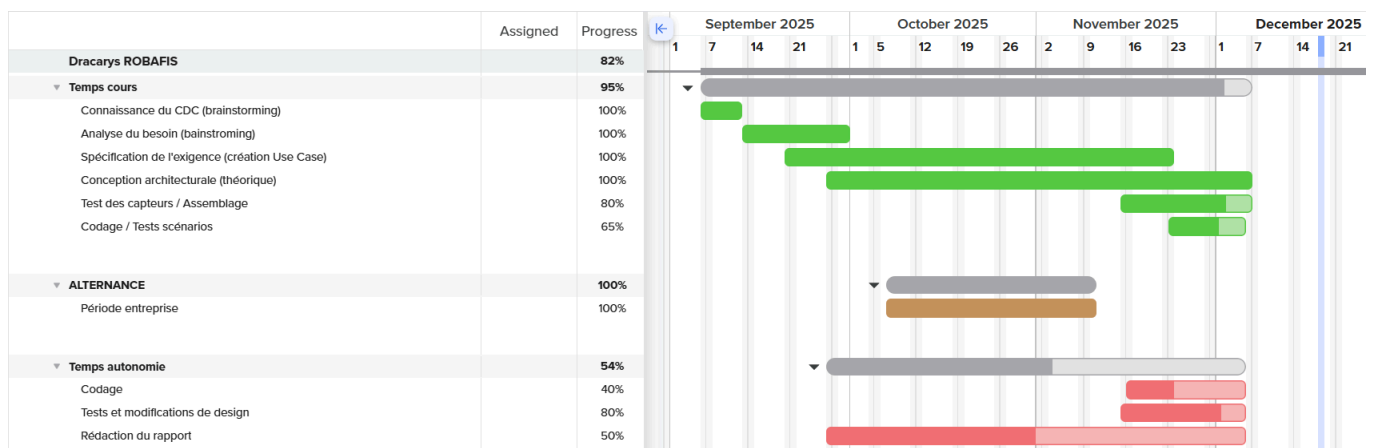 Assigned Progress September 2025 October 2025 November 2025 December 2025
1 7 14 21 1 5 12 19 26 2 9 16 23 1 7 14 21
Dracarys ROBAFIS 82%
Temps cours 95%
Connaissance du CDC (brainstorming) 100%
Analyse du besoin (bainstroming) 100%
Spécification de l'exigence (création Use Case) 100%
Conception architecturale (théorique) 100%
Test des capteurs / Assemblage 80%
Codage / Tests scénarios 65%
ALTERNANCE 100%
Période entreprise 100%
Temps autonomie 54%
Codage 40%
Tests et modifications de design 80%
Rédaction du rapport 50%